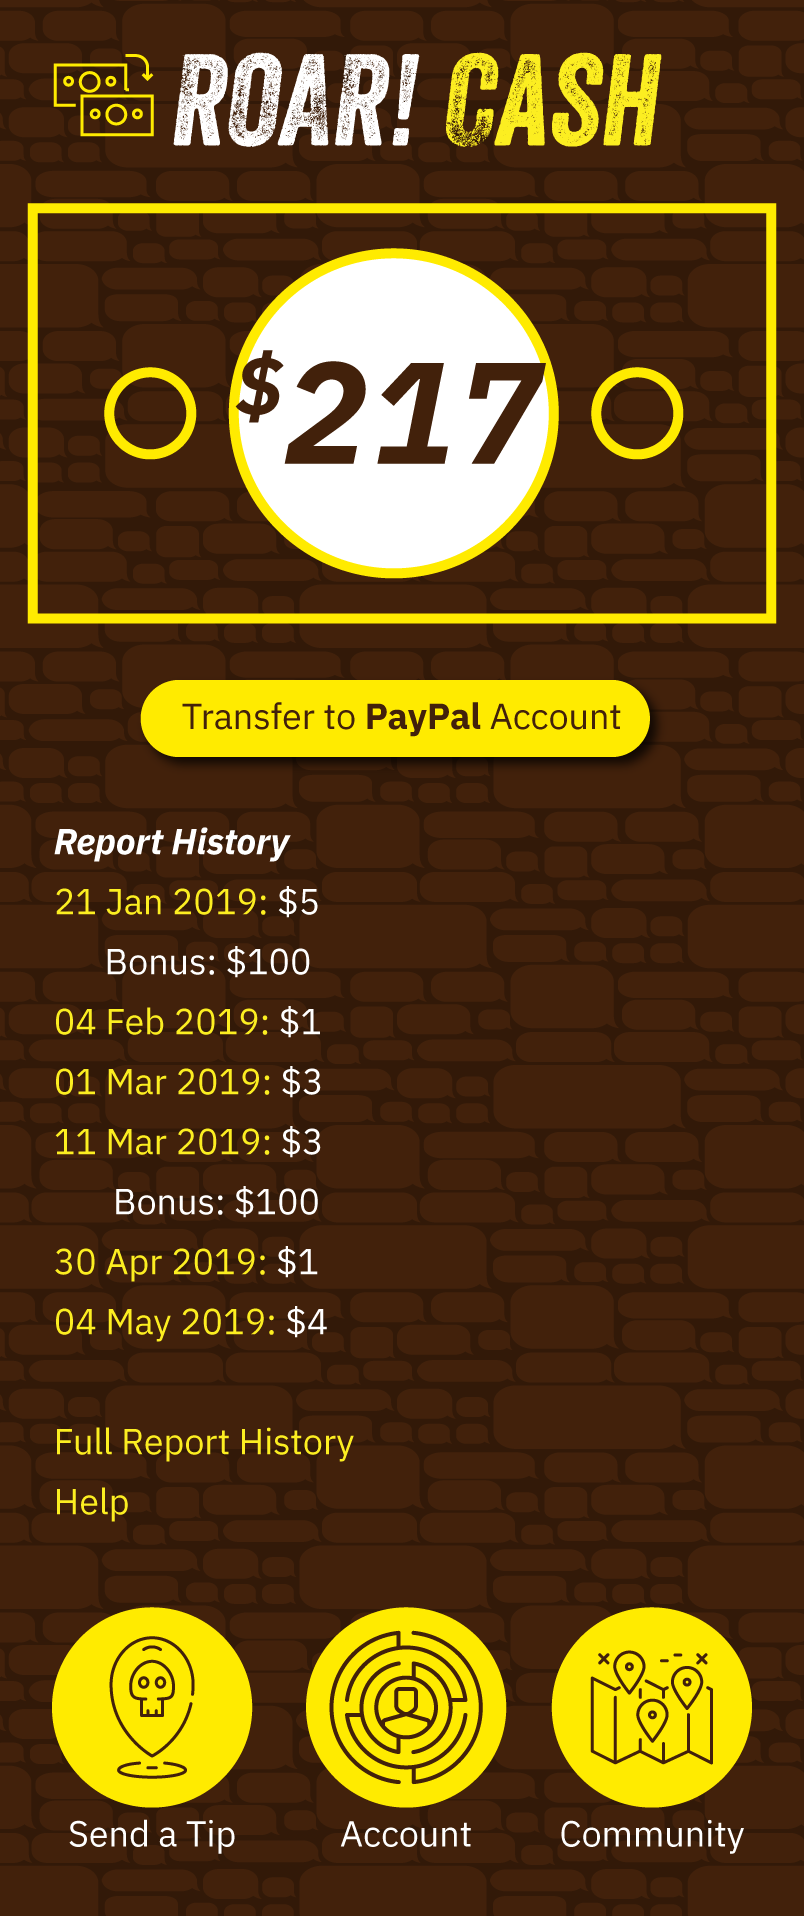 ROAR! CASH
$217
Transfer to PayPal Account
Report History
21 Jan 2019: $5
Bonus: $100
04 Feb 2019: $1
01 Mar 2019: $3
11 Mar 2019: $3
Bonus: $100
30 Apr 2019: $1
04 May 2019: $4
Full Report History
Help
Send a Tip
Account
Community